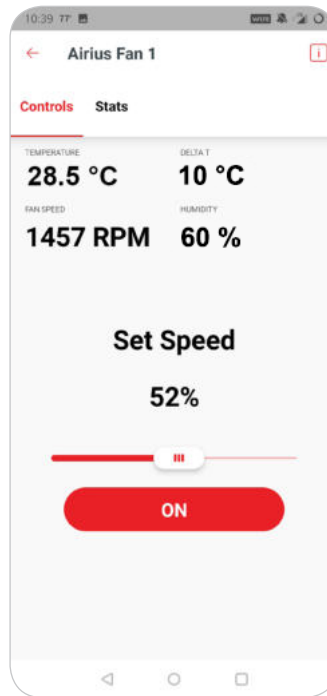 10:39 77°
Airius Fan 1
Controls Stats
TEMPERATURE DELTA T
28.5 °C 10 °C
FAN SPEED HUMIDITY
1457 RPM 60 %
Set Speed
52%
ON